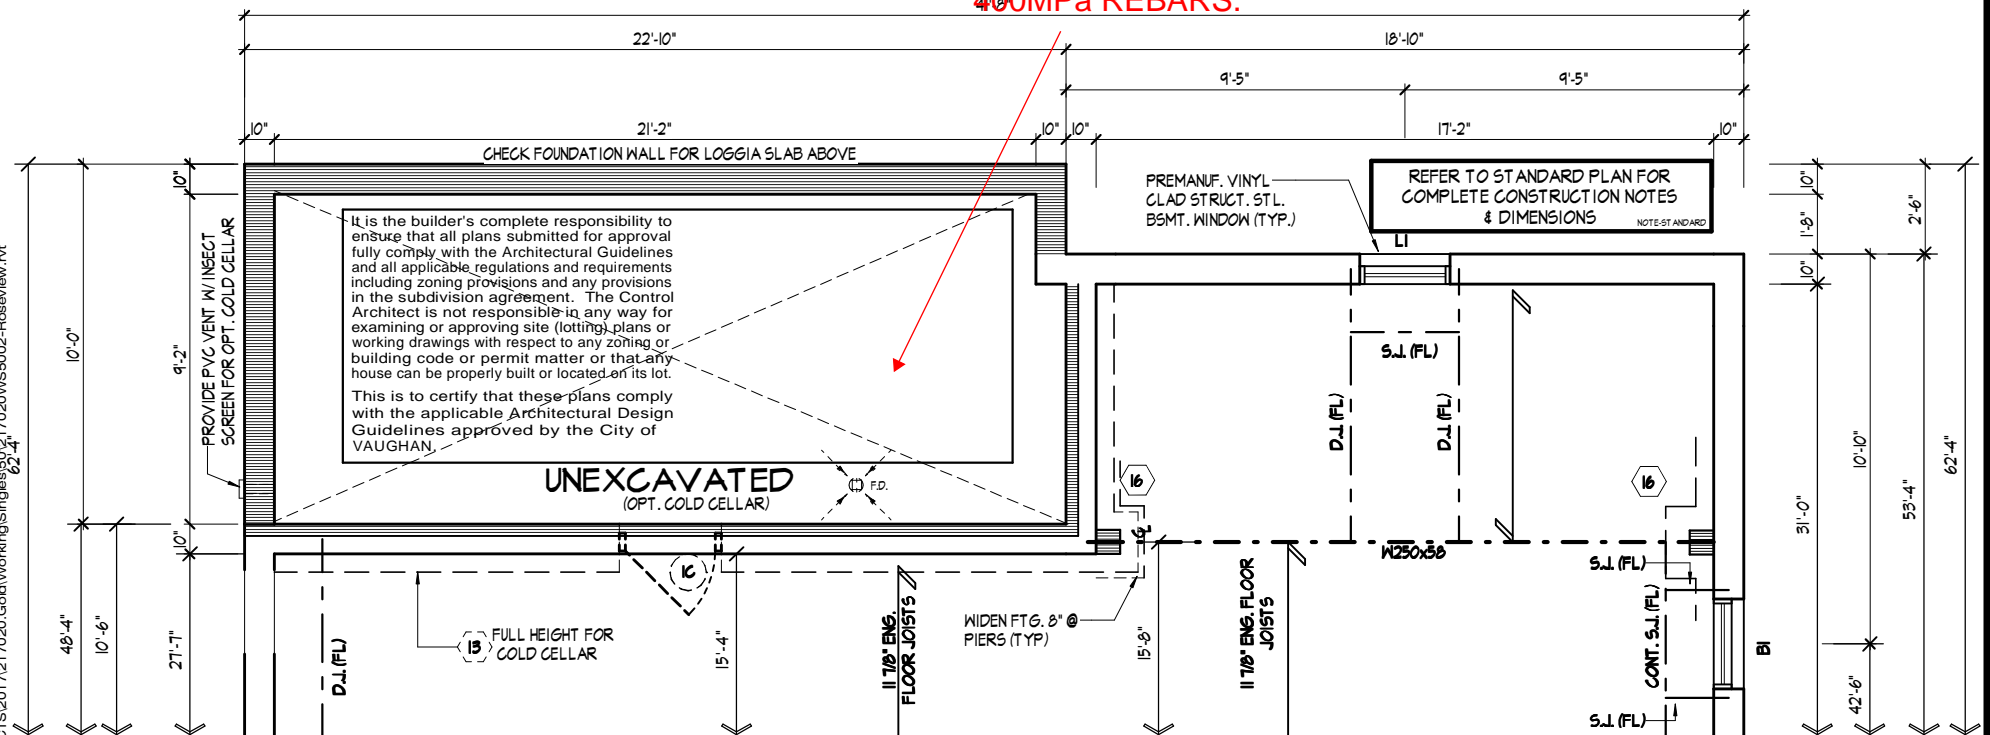 400MPa REBARS.
22'-10"
18'-10"
9'-5"
9'-5"
10"
21'-2"
10"
10"
17'-2"
10"
CHECK FOUNDATION WALL FOR LOGGIA SLAB ABOVE
PREMANUF. VINYL
CLAD STRUCT. STL.
BSMT. WINDOW (TYP.)
REFER TO STANDARD PLAN FOR
COMPLETE CONSTRUCTION NOTES
& DIMENSIONS
NOTE-STANDARD
L1
It is the builder's complete responsibility to
ensure that all plans submitted for approval
fully comply with the Architectural Guidelines
and all applicable regulations and requirements
including zoning provisions and any provisions
in the subdivision agreement. The Control
Architect is not responsible in any way for
examining or approving site (lotting) plans or
working drawings with respect to any zoning or
building code or permit matter or that any
house can be properly built or located on its lot.
This is to certify that these plans comply
with the applicable Architectural Design
Guidelines approved by the City of
VAUGHAN.
UNEXCAVATED
(OPT. COLD CELLAR)
F.D.
PROVIDE PVC VENT W/ INSECT
SCREEN FOR OPT. COLD CELLAR
62'-4"
10'-0"
48'-4"
10'-6"
10"
9'-2"
10"
27'-7"
D.J. (FL)
13
FULL HEIGHT FOR
COLD CELLAR
1C
15'-4"
11 7/8" ENG.
FLOOR JOISTS
WIDEN FTG. 8" @
PIERS (TYP)
15'-8"
11 7/8" ENG. FLOOR
JOISTS
16
16
S.J. (FL)
D.J. (FL)
D.J. (FL)
W250x58
S.J. (FL)
CONT. S.J. (FL)
S.J. (FL)
B1
10"
1'-8"
10"
31'-0"
10'-10"
42'-6"
2'-6"
53'-4"
62'-4"